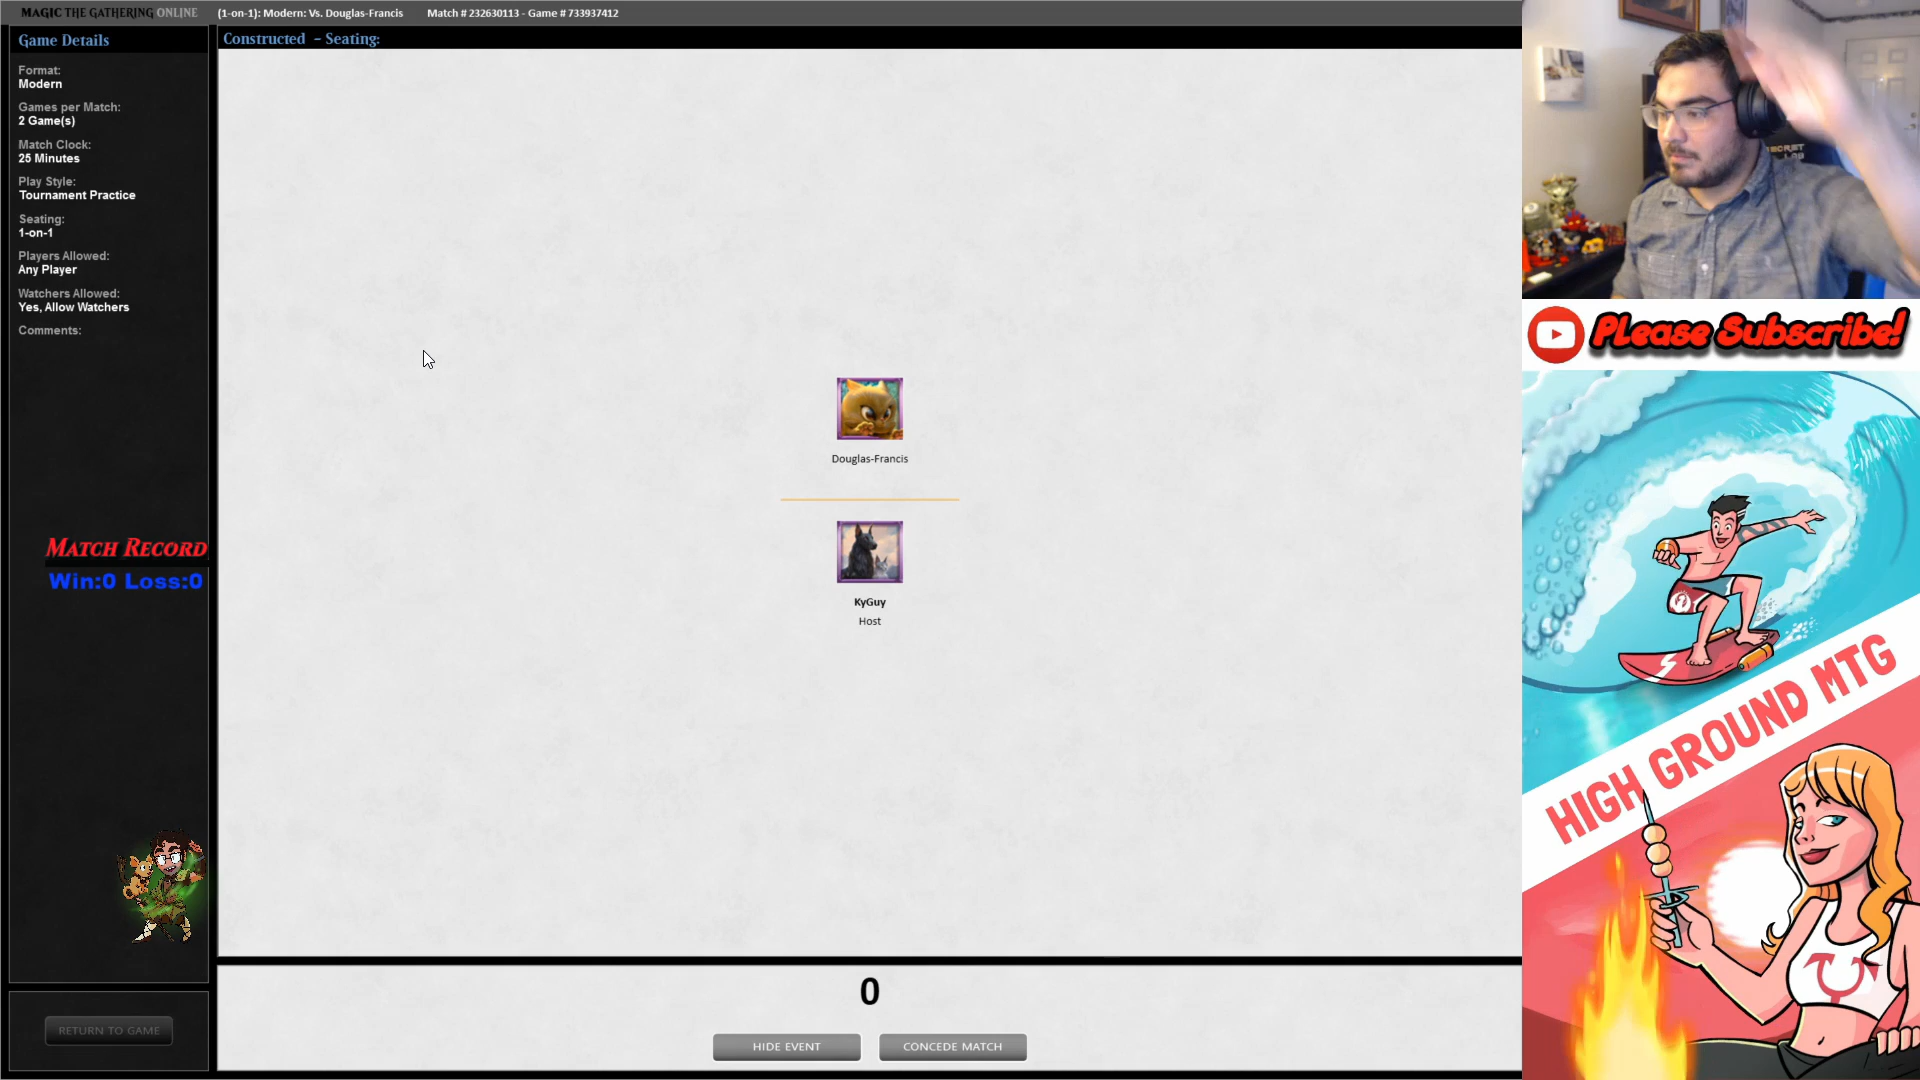 MAGIC THE GATHERING ONLINE
(1-on-1): Modern: Vs. Douglas-Francis
Match # 232630113 - Game # 733937412
Game Details
Constructed – Seating:
Format:
Modern
Games per Match:
2 Game(s)
Match Clock:
25 Minutes
Play Style:
Tournament Practice
Seating:
1-on-1
Players Allowed:
Any Player
Watchers Allowed:
Yes, Allow Watchers
Comments:
Douglas-Francis
KyGuy
Host
MATCH RECORD
Win:0 Loss:0
0
RETURN TO GAME
HIDE EVENT
CONCEDE MATCH
SECRET
LAB
PLease Subscribe!
HIGH GROUND MTG